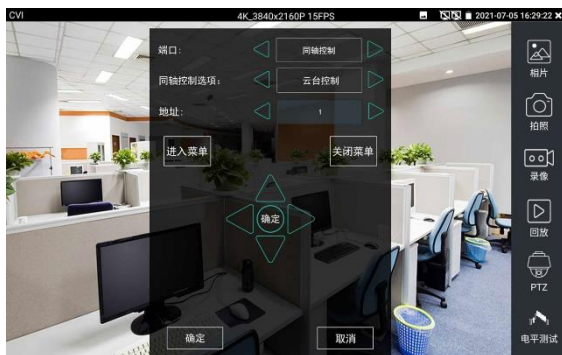 CVI 4K_3840x2160P 15FPS 2021-07-05 16:29:22
端口: 同轴控制
同轴控制选项: 云台控制
地址: 1
进入菜单 关闭菜单
确定
确定 取消
相片
拍照
录像
回放
PTZ
电平测试